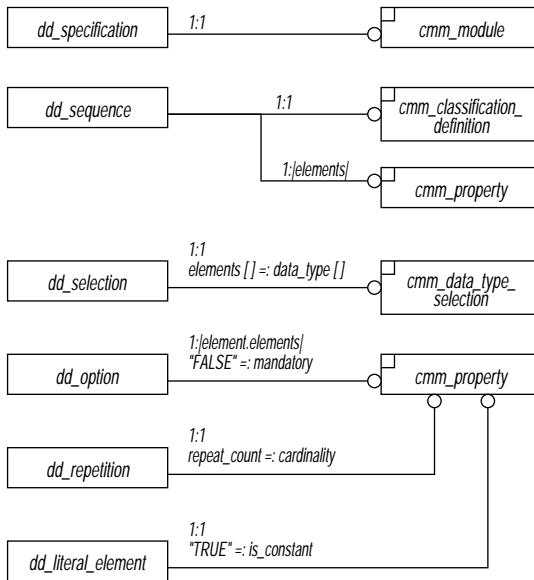 dd_specification
1:1
cmm_module
dd_sequence
1:1
cmm_classification_
definition
1:|elements|
cmm_property
1:1
elements [ ] =: data_type [ ]
dd_selection
cmm_data_type_
selection
1:|element.elements|
"FALSE" =: mandatory
dd_option
cmm_property
1:1
repeat_count =: cardinality
dd_repetition
1:1
"TRUE" =: is_constant
dd_literal_element